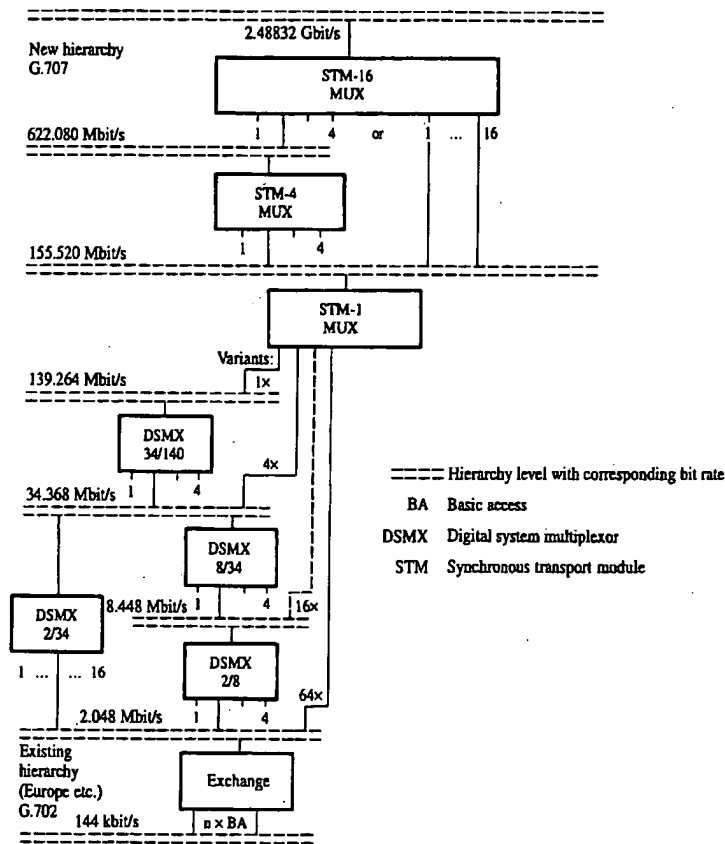 2.48832 Gbit/s
New hierarchy
G.707
STM-16
MUX
1 4 or 1 ... 16
622.080 Mbit/s
STM-4
MUX
1 4
155.520 Mbit/s
STM-1
MUX
Variants:
1×
139.264 Mbit/s
DSMX
34/140
1 4
4×
34.368 Mbit/s
Hierarchy level with corresponding bit rate
BA Basic access
DSMX Digital system multiplexor
STM Synchronous transport module
DSMX
8/34
1 4
8.448 Mbit/s
16×
DSMX
2/34
1 ... ... 16
DSMX
2/8
1 4
64×
2.048 Mbit/s
Existing
hierarchy
(Europe etc.)
G.702
Exchange
144 kbit/s
× BA